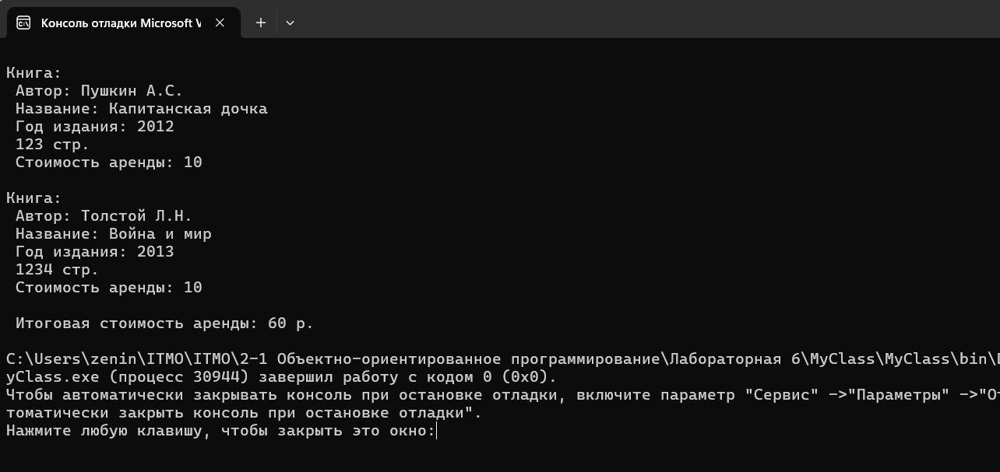 Консоль отладки Microsoft V
Книга:
Автор: Пушкин А.С.
Название: Капитанская дочка
Год издания: 2012
123 стр.
Стоимость аренды: 10
Книга:
Автор: Толстой Л.Н.
Название: Война и мир
Год издания: 2013
1234 стр.
Стоимость аренды: 10
Итоговая стоимость аренды: 60 р.
C:\Users\zenin\ITMO\ITMO\2-1 Объектно-ориентированное программирование\Лабораторная 6\MyClass\MyClass\bin\D
yClass.exe (процесс 30944) завершил работу с кодом 0 (0x0).
Чтобы автоматически закрывать консоль при остановке отладки, включите параметр "Сервис" ->"Параметры" ->"От
томатически закрыть консоль при остановке отладки".
Нажмите любую клавишу, чтобы закрыть это окно: